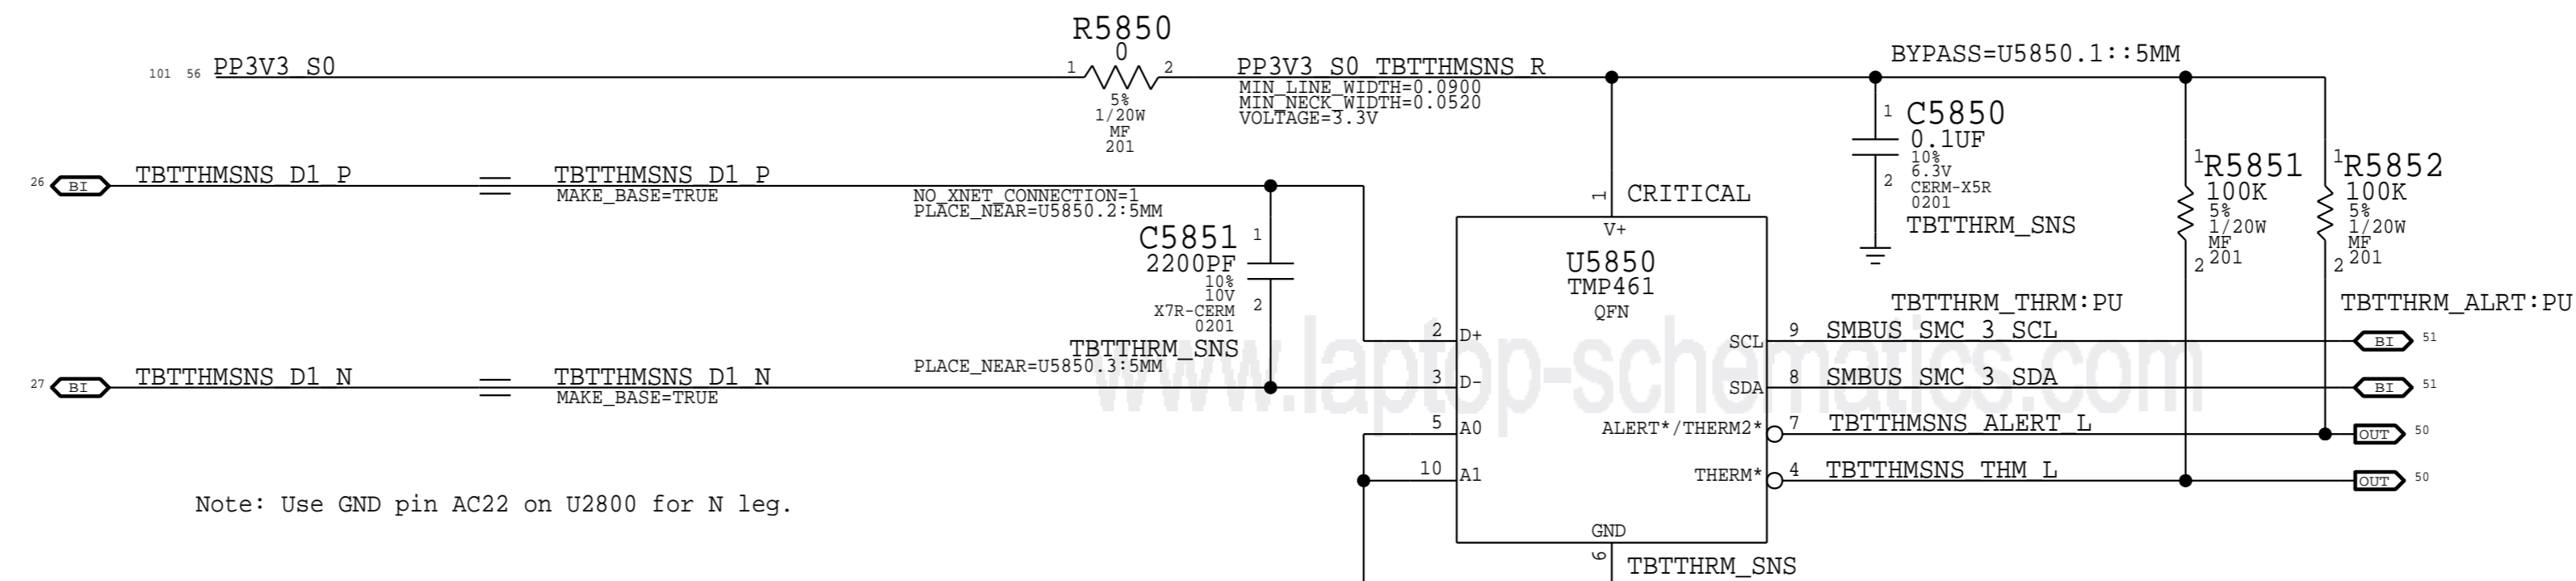 R5850
0
101 56 PP3V3_S0
1
2
5%
1/20W
MF
201
PP3V3_S0_TBTTHMSNS_R
MIN_LINE_WIDTH=0.0900
MIN_NECK_WIDTH=0.0520
VOLTAGE=3.3V
BYPASS=U5850.1::5MM
1
C5850
0.1UF
10%
6.3V
2
CERM-X5R
0201
TBTTHRM_SNS
1
R5851
100K
5%
1/20W
MF
2
201
1
R5852
100K
5%
1/20W
MF
2
201
26 BI TBTTHMSNS_D1_P
TBTTHMSNS_D1_P
MAKE_BASE=TRUE
NO_XNET_CONNECTION=1
PLACE_NEAR=U5850.2:5MM
C5851
1
2200PF
10%
10V
X7R-CERM
2
0201
TBTTHRM_SNS
PLACE_NEAR=U5850.3:5MM
27 BI TBTTHMSNS_D1_N
TBTTHMSNS_D1_N
MAKE_BASE=TRUE
1
CRITICAL
V+
U5850
TMP461
QFN
TBTTHRM_THRM:PU
TBTTHRM_ALRT:PU
2 D+
SCL 9 SMBUS_SMC_3_SCL BI 51
3 D-
SDA 8 SMBUS_SMC_3_SDA BI 51
5 A0
ALERT*/THERM2* 7 TBTTHMSNS_ALERT_L OUT 50
10 A1
THERM* 4 TBTTHMSNS_THM_L OUT 50
GND
6
TBTTHRM_SNS
Note: Use GND pin AC22 on U2800 for N leg.
www.laptop-schematics.com